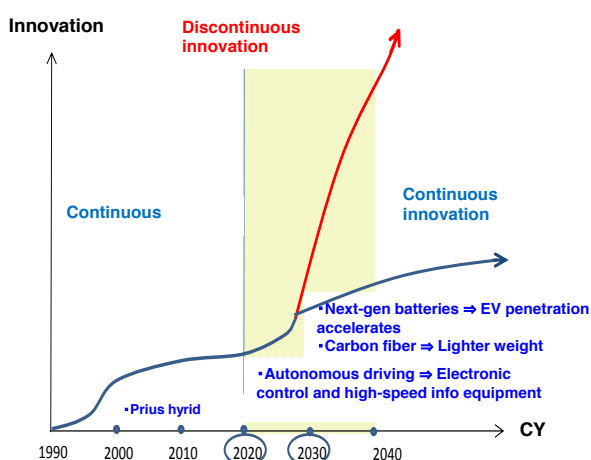 Innovation
Discontinuous
innovation
Continuous
Continuous
innovation
・Next-gen batteries ⇒ EV penetration
accelerates
・Carbon fiber ⇒ Lighter weight
・Autonomous driving ⇒ Electronic
control and high-speed info equipment
・Prius hyrid
CY
1990 2000 2010 2020 2030 2040